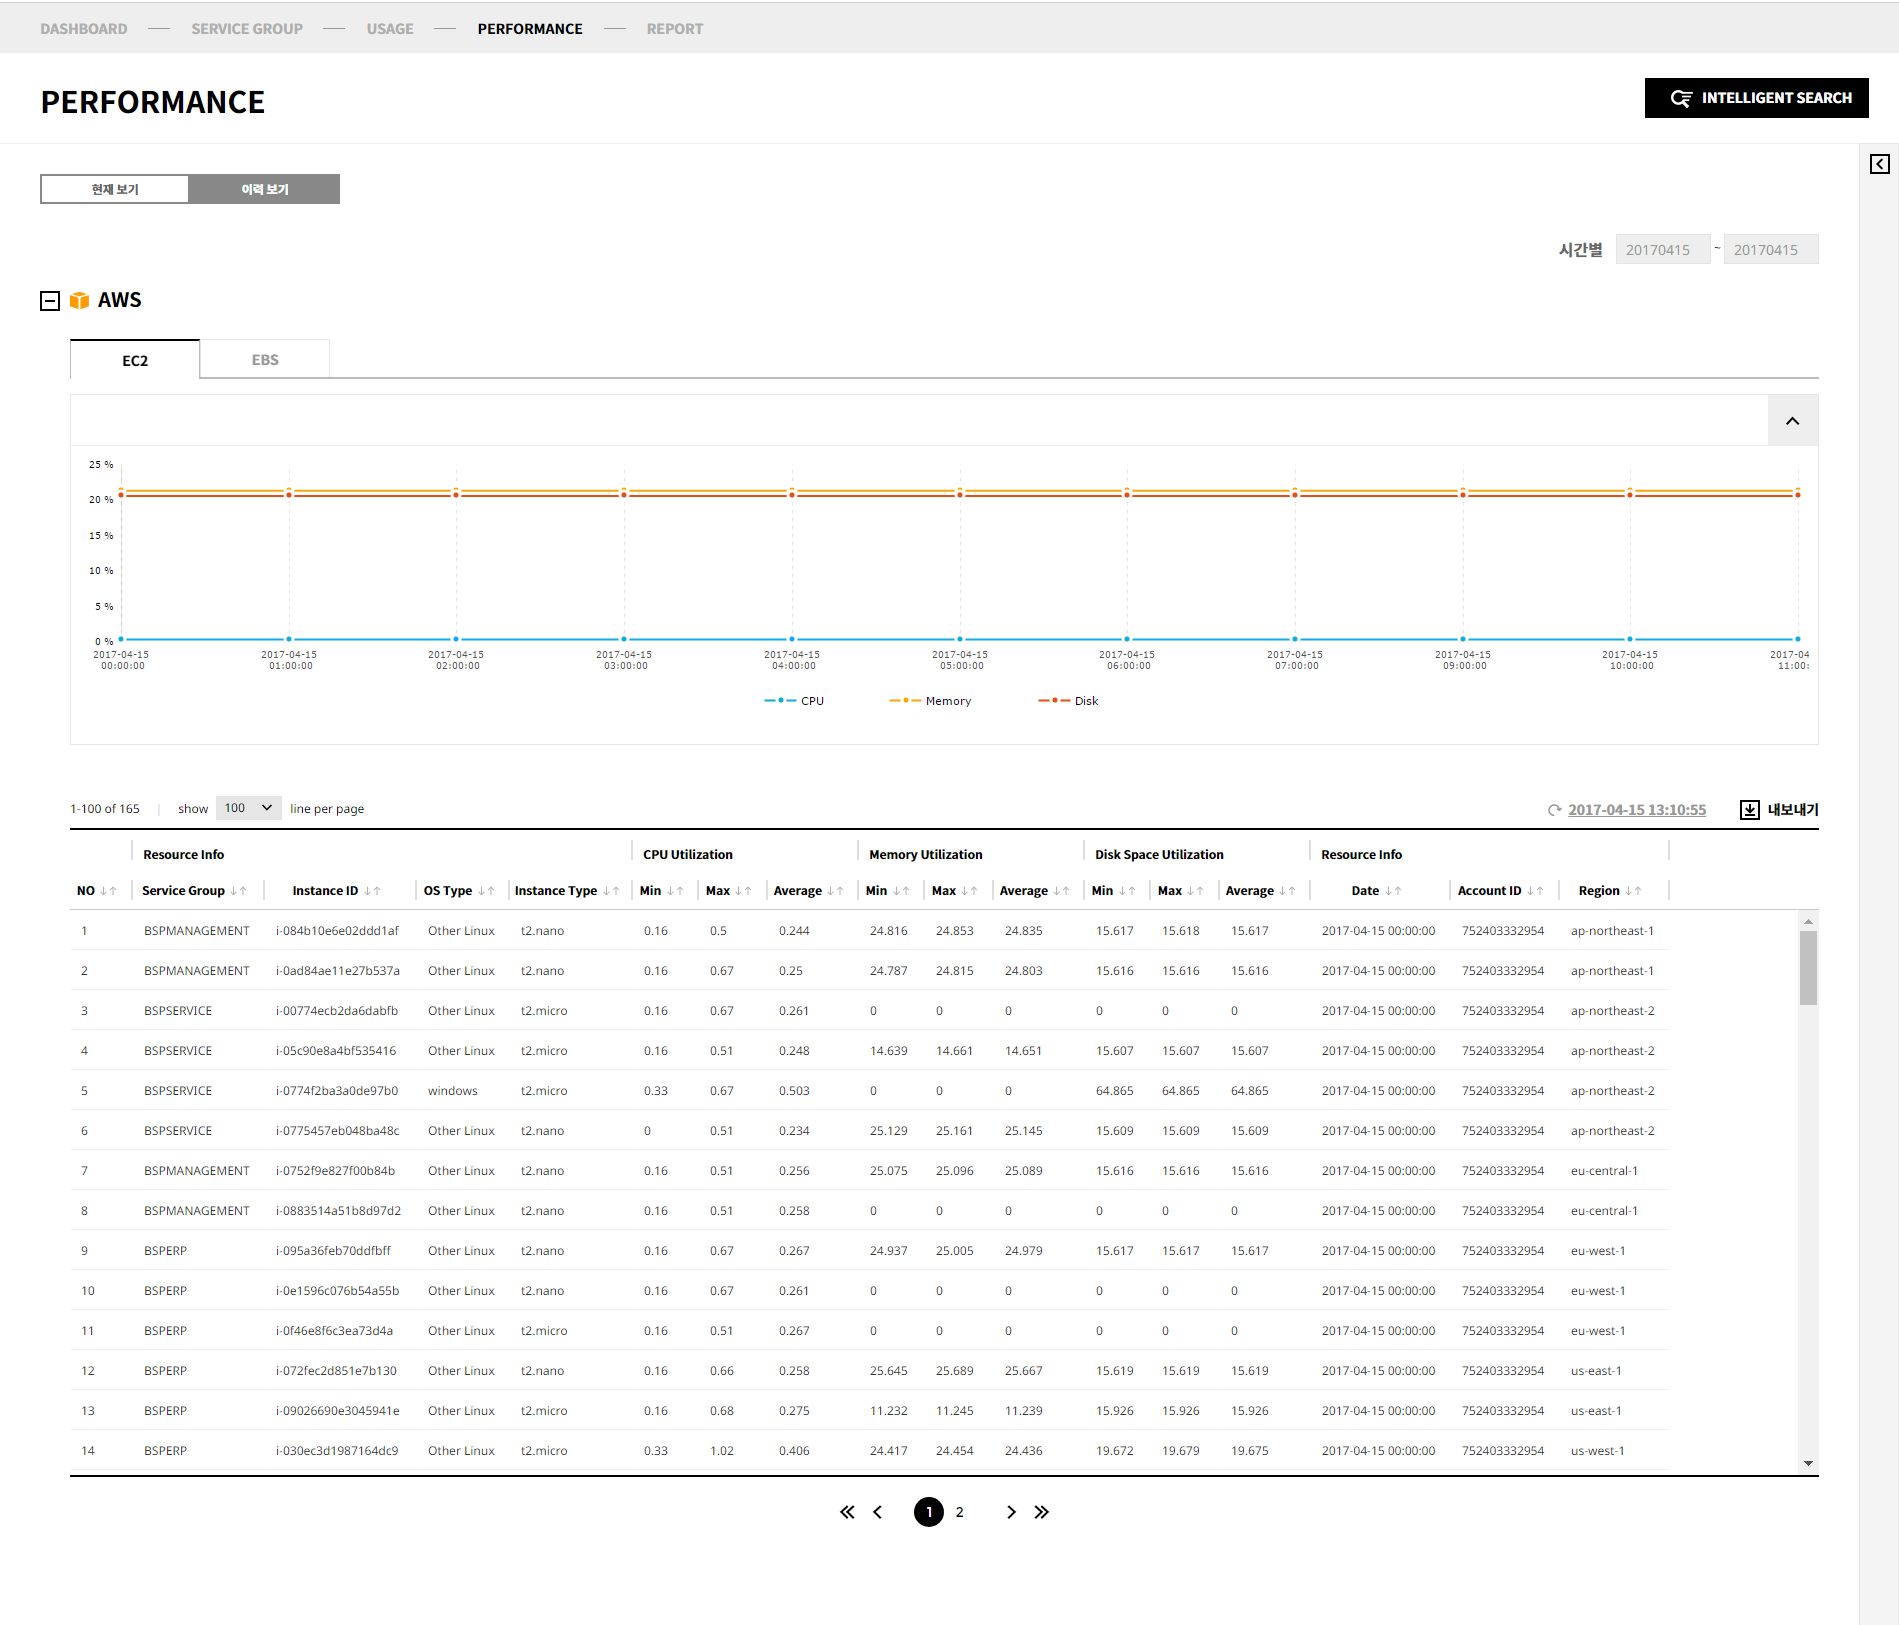 DASHBOARD — SERVICE GROUP — USAGE — PERFORMANCE — REPORT
PERFORMANCE
INTELLIGENT SEARCH
현재 보기 이력 보기
시간별 20170415 ~ 20170415
AWS
EC2 EBS
25 %
20 %
15 %
10 %
5 %
0 %
2017-04-15 2017-04-15 2017-04-15 2017-04-15 2017-04-15 2017-04-15 2017-04-15 2017-04-15 2017-04-15 2017-04-15 2017-04
00:00:00 01:00:00 02:00:00 03:00:00 04:00:00 05:00:00 06:00:00 07:00:00 09:00:00 10:00:00 11:00:
CPU Memory Disk
1-100 of 165 | show 100 line per page 2017-04-15 13:10:55 내보내기
Resource Info CPU Utilization Memory Utilization Disk Space Utilization Resource Info
NO Service Group Instance ID OS Type Instance Type Min Max Average Min Max Average Min Max Average Date Account ID Region
1 BSPMANAGEMENT i-084b10e6e02ddd1af Other Linux t2.nano 0.16 0.5 0.244 24.816 24.853 24.835 15.617 15.618 15.617 2017-04-15 00:00:00 752403332954 ap-northeast-1
2 BSPMANAGEMENT i-0ad84ae11e27b537a Other Linux t2.nano 0.16 0.67 0.25 24.787 24.815 24.803 15.616 15.616 15.616 2017-04-15 00:00:00 752403332954 ap-northeast-1
3 BSPSERVICE i-00774ecb2da6dabfb Other Linux t2.micro 0.16 0.67 0.261 0 0 0 0 0 0 2017-04-15 00:00:00 752403332954 ap-northeast-2
4 BSPSERVICE i-05c90e8a4bf535416 Other Linux t2.micro 0.16 0.51 0.248 14.639 14.661 14.651 15.607 15.607 15.607 2017-04-15 00:00:00 752403332954 ap-northeast-2
5 BSPSERVICE i-0774f2ba3a0de97b0 windows t2.micro 0.33 0.67 0.503 0 0 0 64.865 64.865 64.865 2017-04-15 00:00:00 752403332954 ap-northeast-2
6 BSPSERVICE i-0775457eb048ba48c Other Linux t2.nano 0 0.51 0.234 25.129 25.161 25.145 15.609 15.609 15.609 2017-04-15 00:00:00 752403332954 ap-northeast-2
7 BSPMANAGEMENT i-0752f9e827f00b84b Other Linux t2.nano 0.16 0.51 0.256 25.075 25.096 25.089 15.616 15.616 15.616 2017-04-15 00:00:00 752403332954 eu-central-1
8 BSPMANAGEMENT i-0883514a51b8d97d2 Other Linux t2.nano 0.16 0.51 0.258 0 0 0 0 0 0 2017-04-15 00:00:00 752403332954 eu-central-1
9 BSPERP i-095a36feb70ddfbff Other Linux t2.nano 0.16 0.67 0.267 24.937 25.005 24.979 15.617 15.617 15.617 2017-04-15 00:00:00 752403332954 eu-west-1
10 BSPERP i-0e1596c076b54a55b Other Linux t2.nano 0.16 0.67 0.261 0 0 0 0 0 0 2017-04-15 00:00:00 752403332954 eu-west-1
11 BSPERP i-0f46e8f6c3ea73d4a Other Linux t2.micro 0.16 0.51 0.267 0 0 0 0 0 0 2017-04-15 00:00:00 752403332954 eu-west-1
12 BSPERP i-072fec2d851e7b130 Other Linux t2.nano 0.16 0.66 0.258 25.645 25.689 25.667 15.619 15.619 15.619 2017-04-15 00:00:00 752403332954 us-east-1
13 BSPERP i-09026690e3045941e Other Linux t2.micro 0.16 0.68 0.275 11.232 11.245 11.239 15.926 15.926 15.926 2017-04-15 00:00:00 752403332954 us-east-1
14 BSPERP i-030ec3d1987164dc9 Other Linux t2.micro 0.33 1.02 0.406 24.417 24.454 24.436 19.672 19.679 19.675 2017-04-15 00:00:00 752403332954 us-west-1
1 2